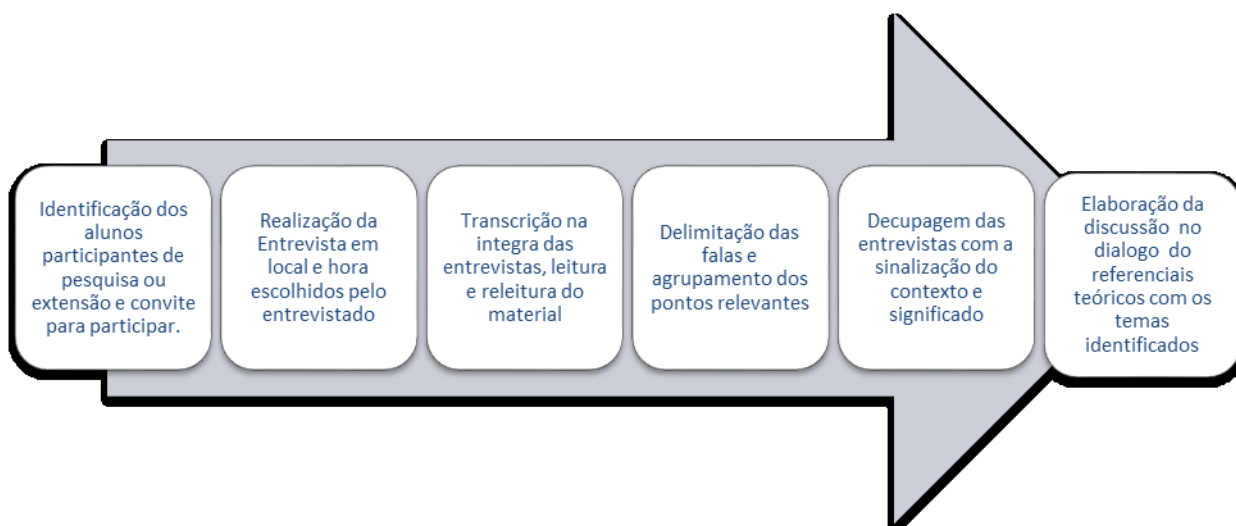 Identificação dos
alunos
participantes de
pesquisa ou
extensão e convite
para participar.
Realização da
Entrevista em
local e hora
escolhidos pelo
entrevistado
Transcrição na
integra das
entrevistas, leitura
e releitura do
material
Delimitação das
falas e
agrupamento dos
pontos relevantes
Decupagem das
entrevistas com a
sinalização do
contexto e
significado
Elaboração da
discussão no
dialogo do
referenciais
teóricos com os
temas
identificados